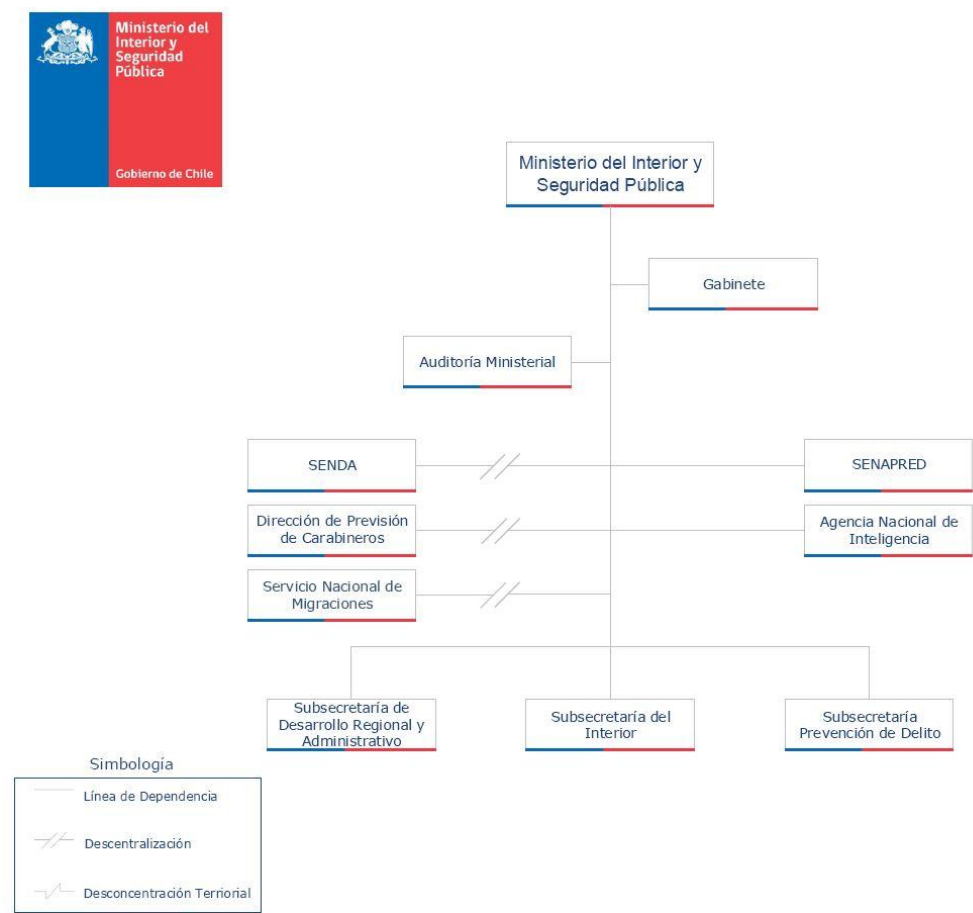 Ministerio del
Interior y
Seguridad
Pública
Gobierno de Chile
Ministerio del Interior y
Seguridad Pública
Gabinete
Auditoría Ministerial
SENDA
SENAPRED
Dirección de Previsión
de Carabineros
Agencia Nacional de
Inteligencia
Servicio Nacional de
Migraciones
Subsecretaría de
Desarrollo Regional y
Administrativo
Subsecretaría del
Interior
Subsecretaría
Prevención de Delito
Simbología
Línea de Dependencia
Descentralización
Desconcentración Terriorial